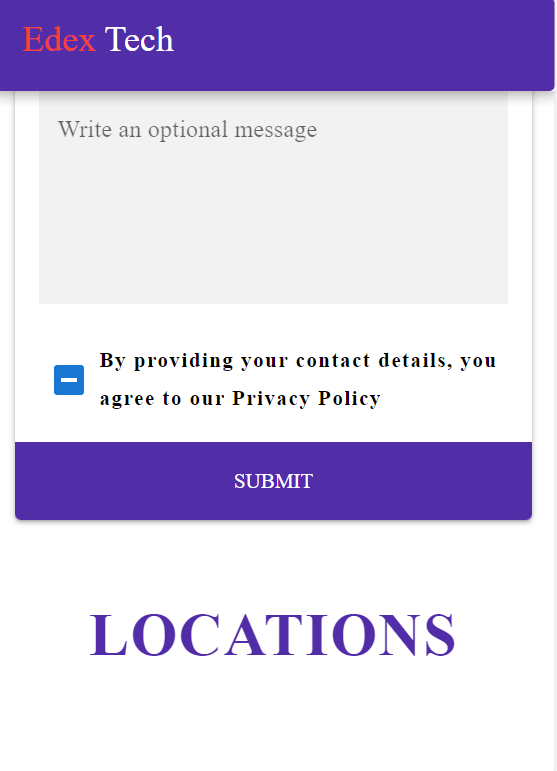 Edex Tech
Write an optional message
By providing your contact details, you
agree to our Privacy Policy
SUBMIT
LOCATIONS